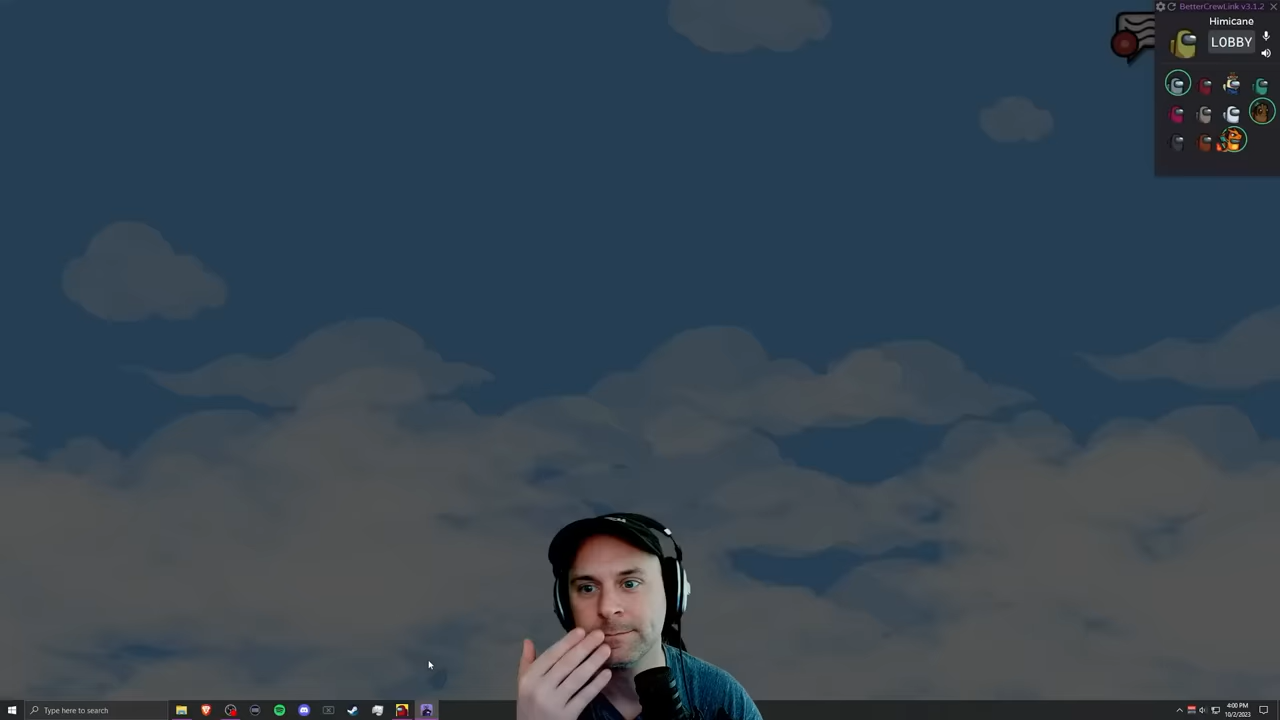 BetterCrewLink v3.1.2
Himicane
LOBBY
Type here to search
4:00 PM
10/2/2023